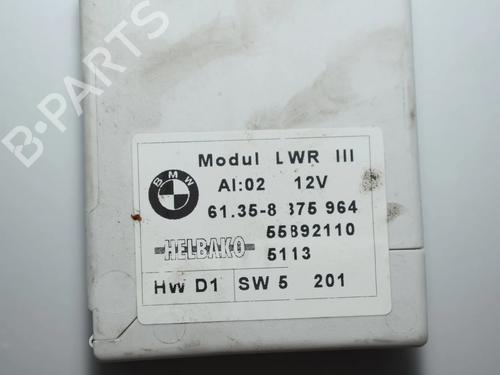 B-PARTS
Modul LWR III
BMW
AI:02 12V
61.35-8 375 964
55892110
HELBAKO 5113
HW D1 SW 5 201